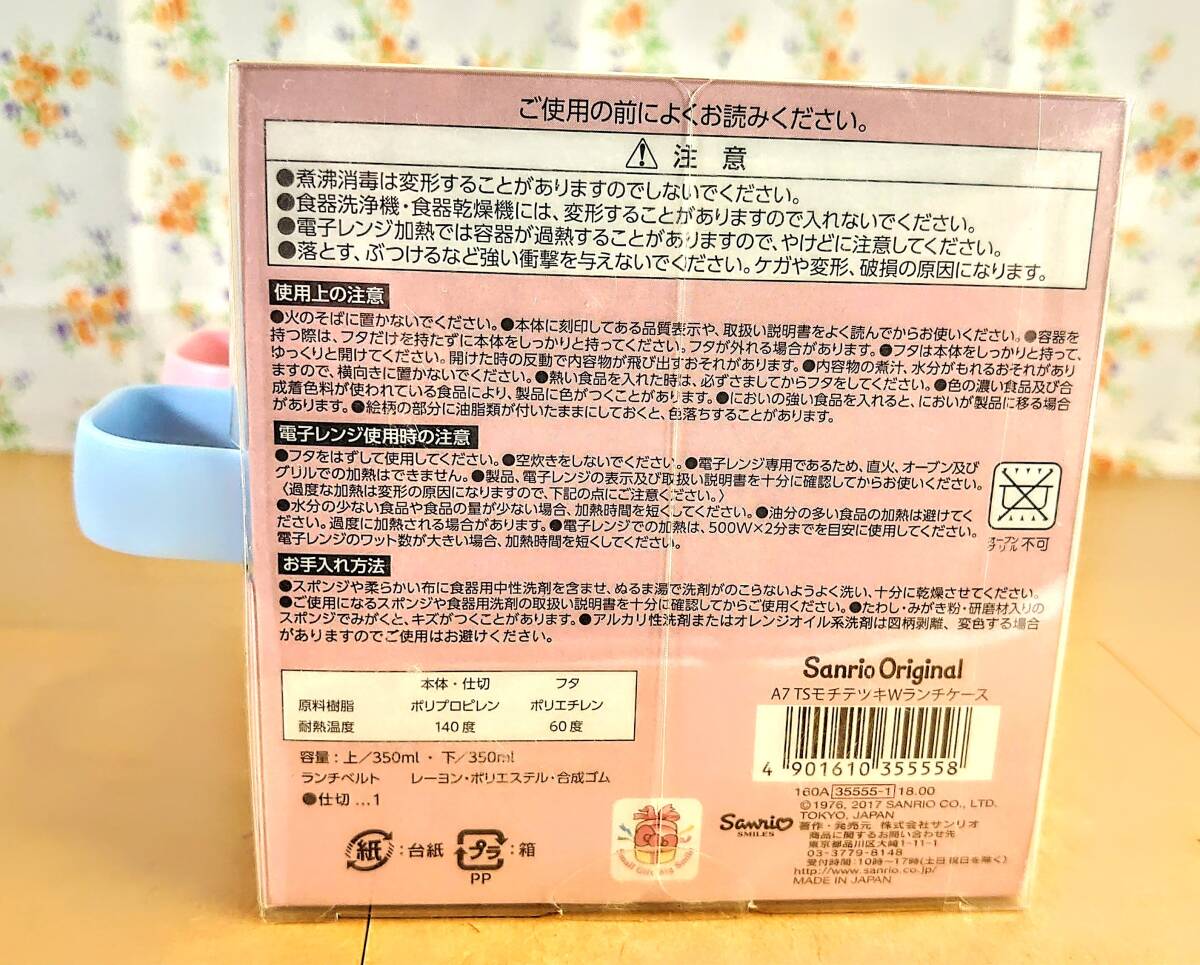 ご使用の前によくお読みください。
⚠ 注 意
●煮沸消毒は変形することがありますのでしないでください。
●食器洗浄機・食器乾燥機には、変形することがありますので入れないでください。
●電子レンジ加熱では容器が過熱することがありますので、やけどに注意してください。
●落とす、ぶつけるなど強い衝撃を与えないでください。ケガや変形、破損の原因になります。
使用上の注意
●火のそばに置かないでください。●本体に刻印してある品質表示や、取扱い説明書をよく読んでからお使いください。●容器を
持つ際は、フタだけを持たずに本体をしっかりと持ってください。フタが外れる場合があります。●フタは本体をしっかりと持って、
ゆっくりと開けてください。開けた時の反動で内容物が飛び出すおそれがあります。●内容物の煮汁、水分がもれるおそれがあり
ますので、横向きに置かないでください。●熱い食品を入れた時は、必ずさましてからフタをしてください。●色の濃い食品及び合
成着色料が使われている食品により、製品に色がつくことがあります。●においの強い食品を入れると、においが製品に移る場合
があります。●絵柄の部分に油脂類が付いたままにしておくと、色落ちすることがあります。
電子レンジ使用時の注意
●フタをはずして使用してください。●空炊きをしないでください。●電子レンジ専用であるため、直火、オーブン及び
グリルでの加熱はできません。●製品、電子レンジの表示及び取扱い説明書を十分に確認してからお使いください。
〈過度な加熱は変形の原因になりますので、下記の点にご注意ください。〉
●水分の少ない食品や食品の量が少ない場合、加熱時間を短くしてください。●油分の多い食品の加熱は避けてく
ださい。過度に加熱される場合があります。●電子レンジでの加熱は、500W×2分までを目安に使用してください。
電子レンジのワット数が大きい場合、加熱時間を短くしてください。
オーブン
グリル 不可
お手入れ方法
●スポンジや柔らかい布に食器用中性洗剤を含ませ、ぬるま湯で洗剤がのこらないようよく洗い、十分に乾燥させてください。
●ご使用になるスポンジや食器用洗剤の取扱い説明書を十分に確認してからご使用ください。●たわし・みがき粉・研磨材入りの
スポンジでみがくと、キズがつくことがあります。●アルカリ性洗剤またはオレンジオイル系洗剤は図柄剥離、変色する場合
がありますのでご使用はお避けください。
本体・仕切 フタ
原料樹脂 ポリプロピレン ポリエチレン
耐熱温度 140度 60度
容量：上／350ml・下／350ml
ランチベルト レーヨン・ポリエステル・合成ゴム
●仕切…1
紙：台紙 プラ：箱
PP
Sanrio Original
A7 TSモチテツキWランチケース
4 901610 355558
160A 35555-1 18.00
©1976, 2017 SANRIO CO., LTD.
TOKYO, JAPAN
Sanrio
SMILES
著作・発売元 株式会社サンリオ
商品に関するお問い合わせ先
東京都品川区大崎1-11-1
03-3779-8148
受付時間：10時〜17時(土日祝日を除く)
http://www.sanrio.co.jp/
MADE IN JAPAN